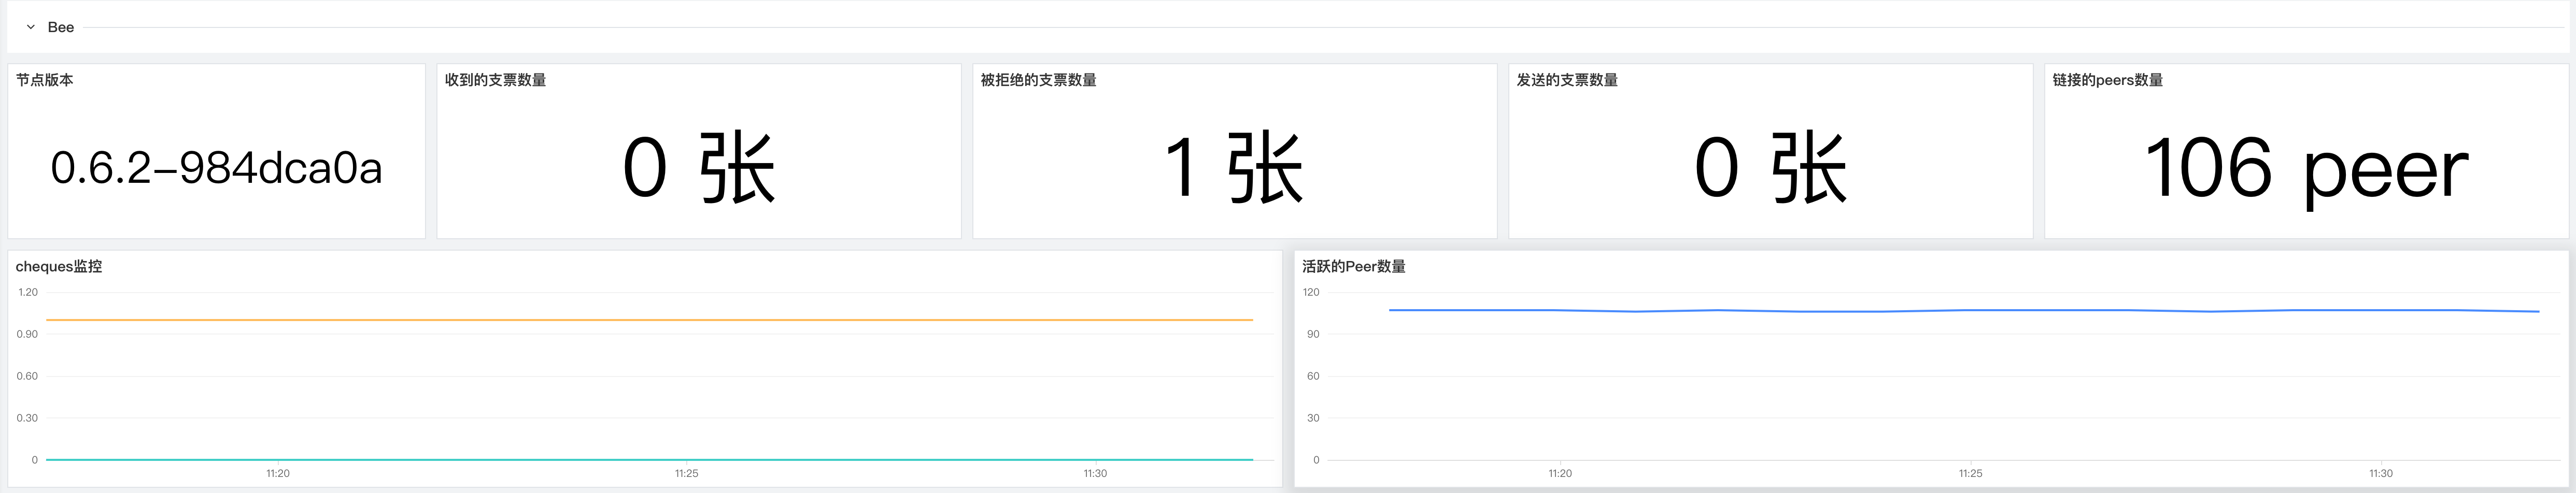 Bee
节点版本
0.6.2-984dca0a
收到的支票数量
0 张
被拒绝的支票数量
1 张
发送的支票数量
0 张
链接的peers数量
106 peer
cheques监控
1.20
0.90
0.60
0.30
0
11:20 11:25 11:30
活跃的Peer数量
120
90
60
30
0
11:20 11:25 11:30